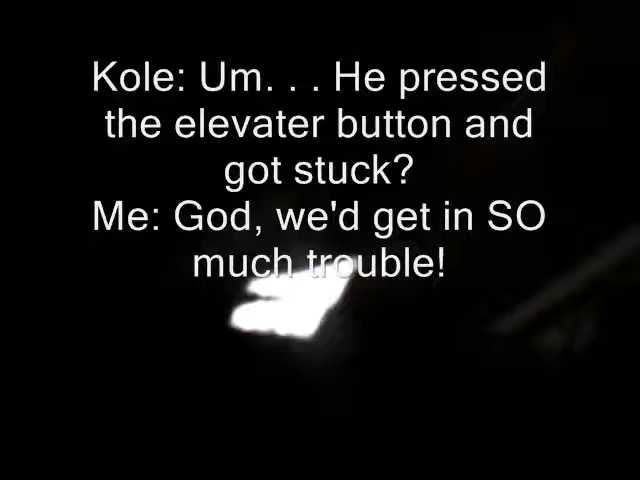 Kole: Um. . . He pressed
the elevater button and
got stuck?
Me: God, we'd get in SO
much trouble!